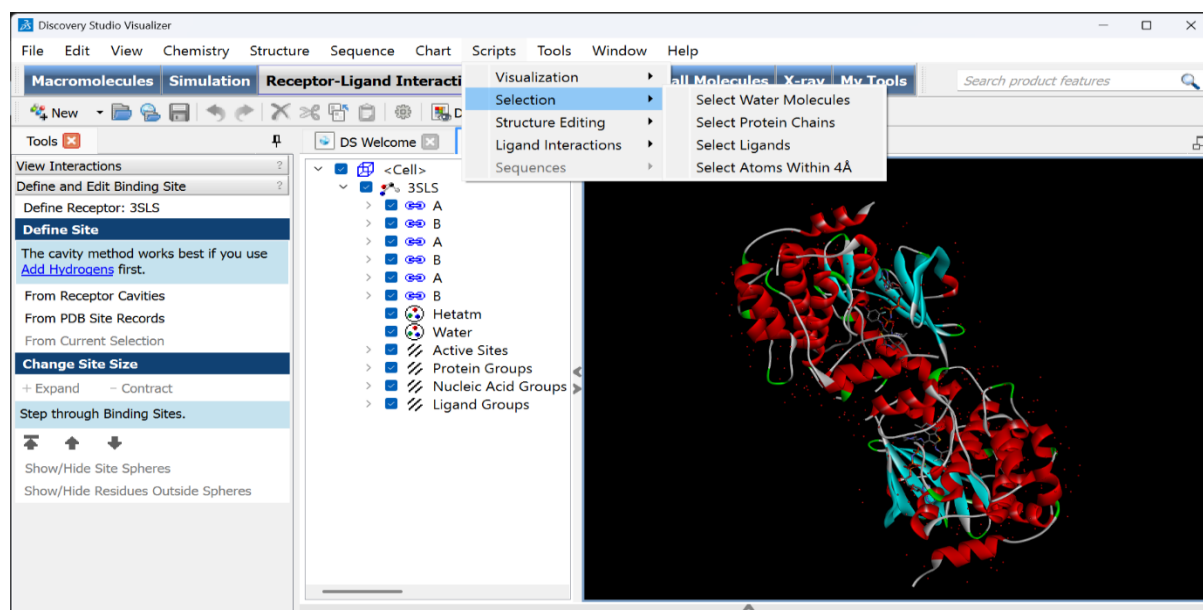 Discovery Studio Visualizer
File Edit View Chemistry Structure Sequence Chart Scripts Tools Window Help
Macromolecules Simulation Receptor-Ligand Interacti all Molecules X-ray My Tools Search product features
New D
Visualization
Selection
Structure Editing
Ligand Interactions
Sequences
Select Water Molecules
Select Protein Chains
Select Ligands
Select Atoms Within 4Å
Tools
DS Welcome
View Interactions ?
Define and Edit Binding Site ?
Define Receptor: 3SLS
Define Site
The cavity method works best if you use
Add Hydrogens first.
From Receptor Cavities
From PDB Site Records
From Current Selection
Change Site Size
+ Expand − Contract
Step through Binding Sites.
Show/Hide Site Spheres
Show/Hide Residues Outside Spheres
<Cell>
3SLS
A
B
A
B
A
B
Hetatm
Water
Active Sites
Protein Groups
Nucleic Acid Groups
Ligand Groups